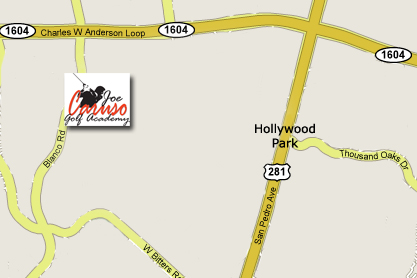 1604
Charles W Anderson Loop
1604
1604
Joe
Caruso
Golf Academy
Blanco Rd
Hollywood
Park
Thousand Oaks Dr
281
San Pedro Ave
W Bitters Rd